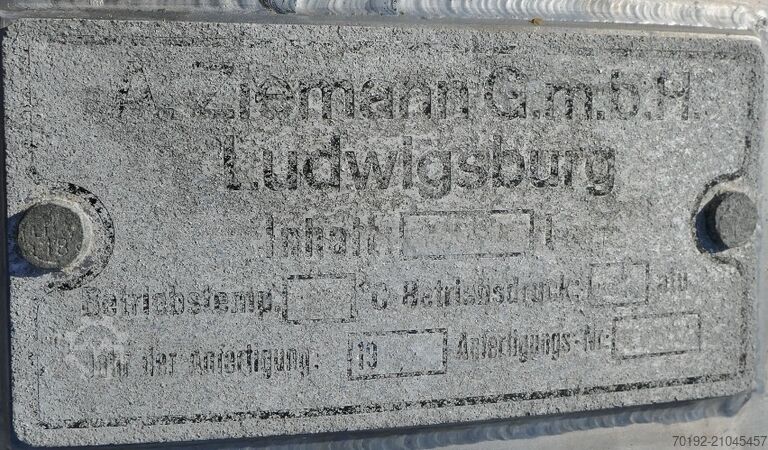 A. Ziemann G.m.b.H.
Ludwigsburg
Inhalt: l
Betriebstemp. °C Betriebsdruck: atü
Jahr der Anfertigung: 19 Anfertigungs-Nr.
70192-21045457